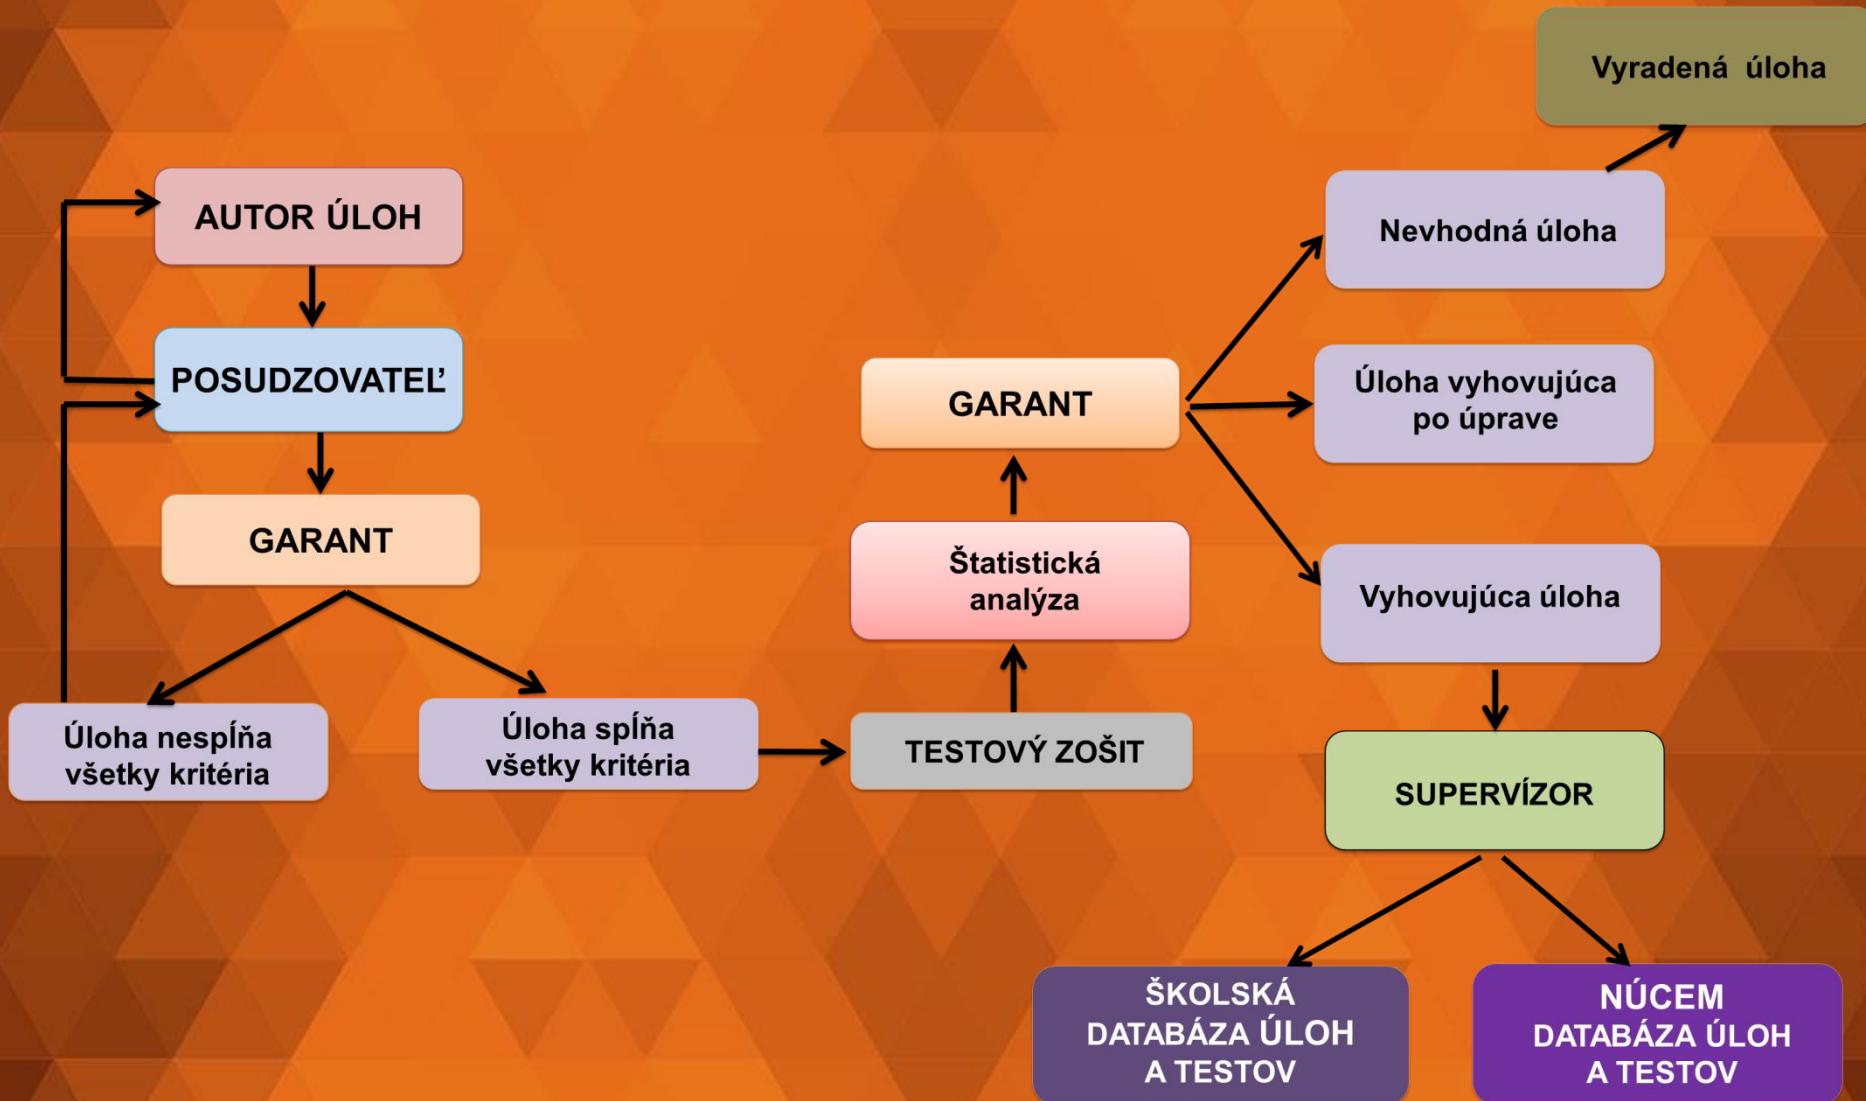 Vyradená úloha
AUTOR ÚLOH
Nevhodná úloha
POSUDZOVATEĽ
GARANT
Úloha vyhovujúca
po úprave
GARANT
Štatistická
analýza
Vyhovujúca úloha
Úloha nespĺňa
všetky kritéria
Úloha spĺňa
všetky kritéria
TESTOVÝ ZOŠIT
SUPERVÍZOR
ŠKOLSKÁ
DATABÁZA ÚLOH
A TESTOV
NÚCEM
DATABÁZA ÚLOH
A TESTOV